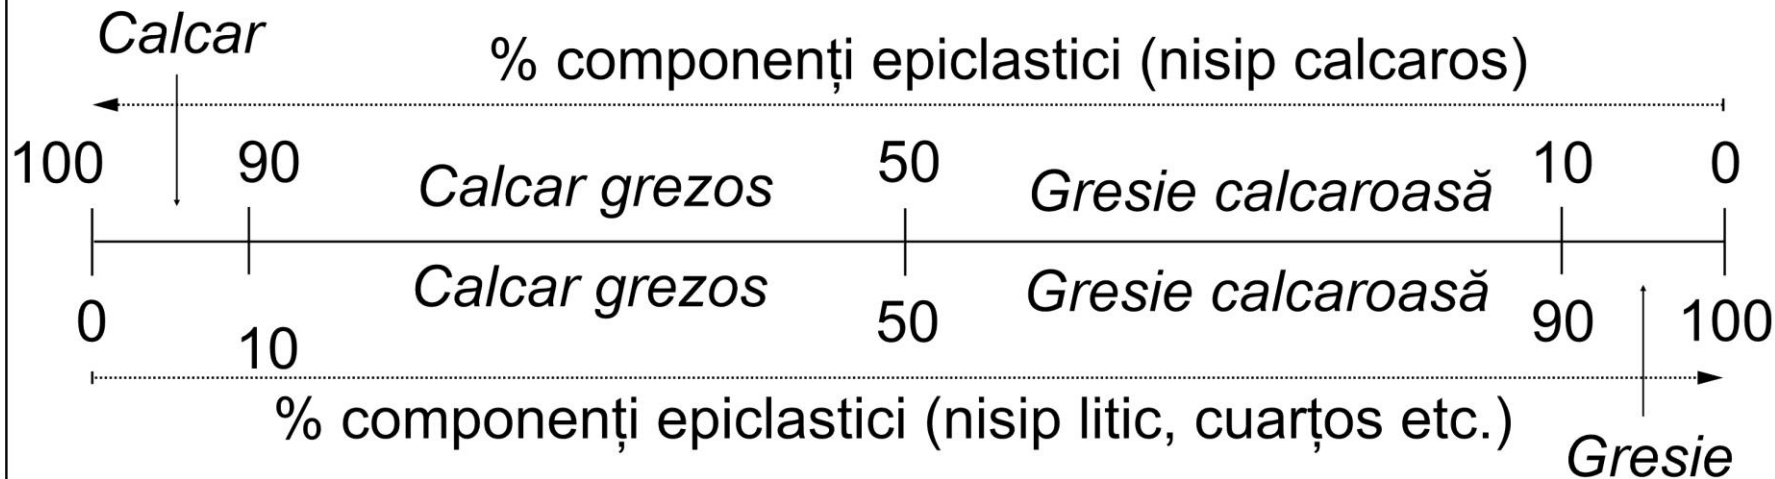 Calcar
% componenți epiclastici (nisip calcaros)
100 90 50 10 0
Calcar grezos Gresie calcaroasă
Calcar grezos Gresie calcaroasă
0 10 50 90 100
% componenți epiclastici (nisip litic, cuarțos etc.)
Gresie